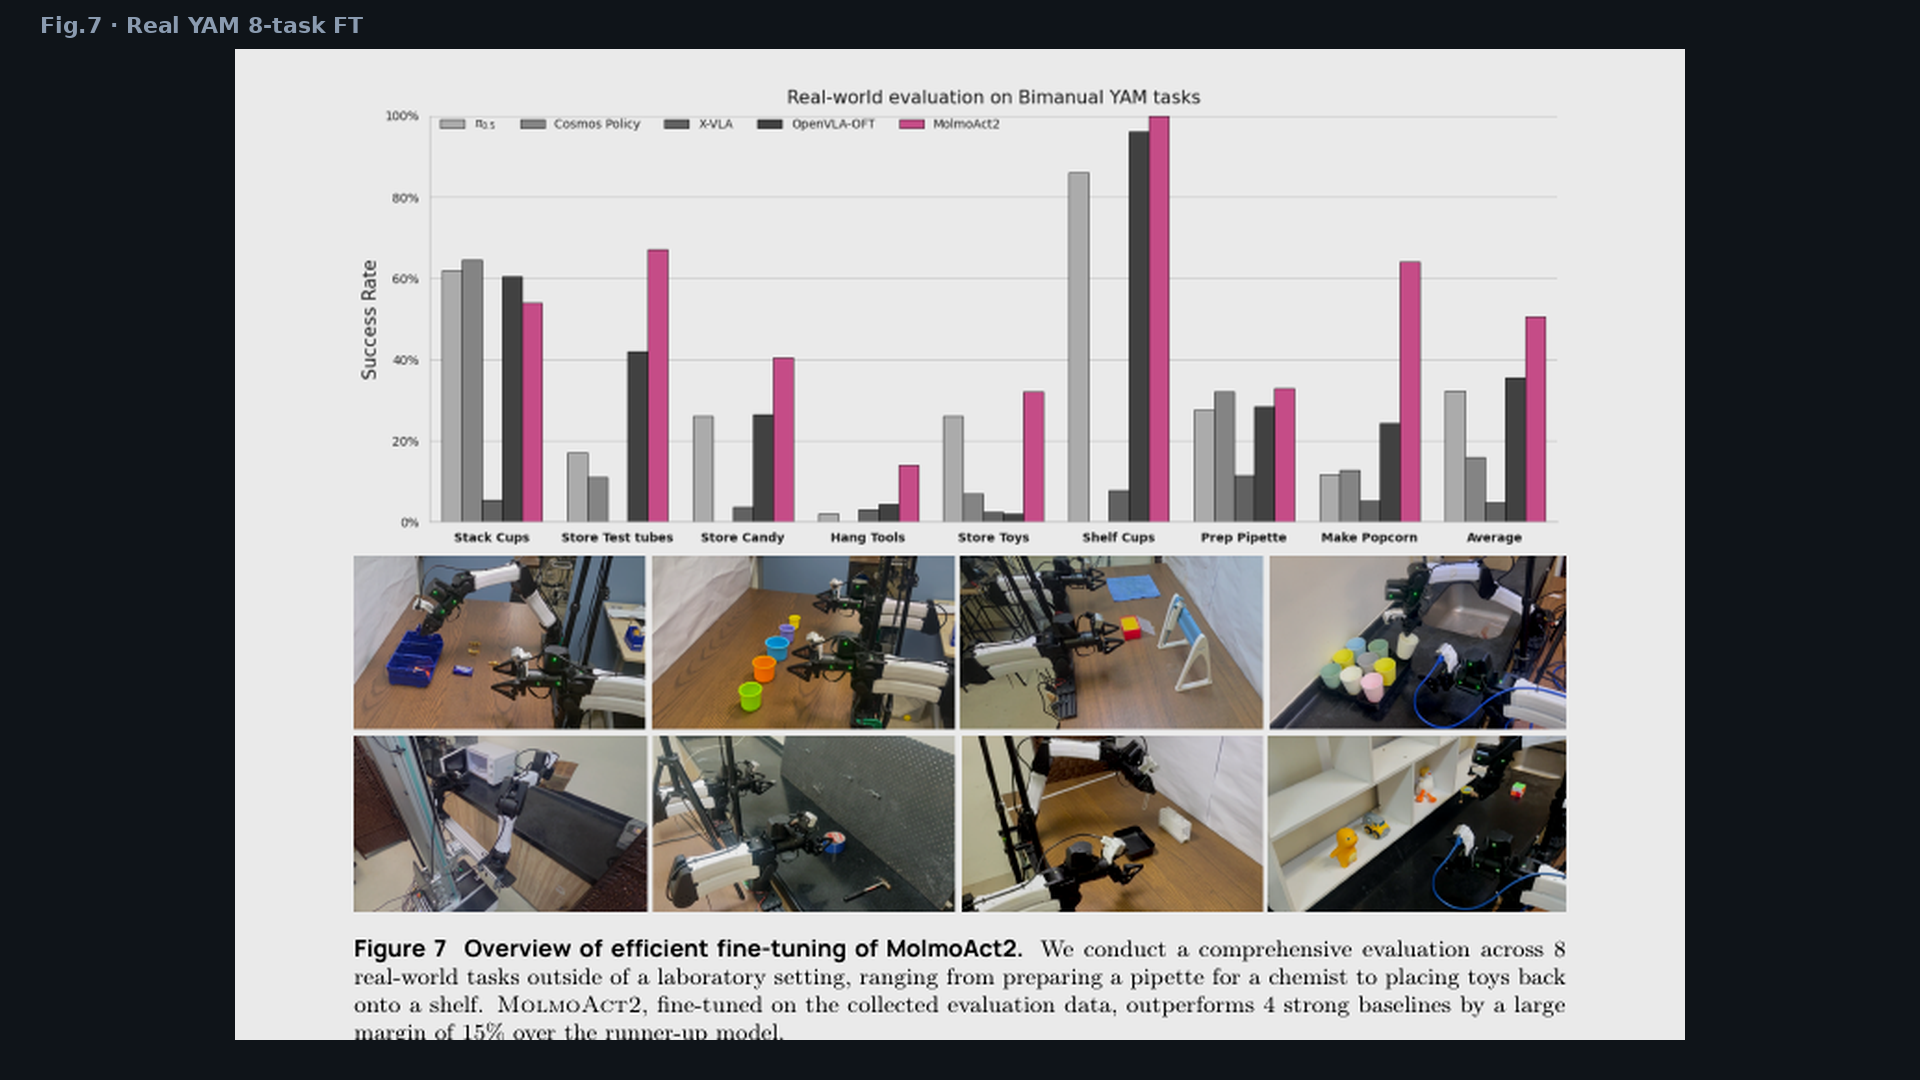 Fig.7 · Real YAM 8-task FT
Real-world evaluation on Bimanual YAM tasks
π0.5
Cosmos Policy
X-VLA
OpenVLA-OFT
MolmoAct2
Success Rate
100%
80%
60%
40%
20%
0%
Stack Cups
Store Test tubes
Store Candy
Hang Tools
Store Toys
Shelf Cups
Prep Pipette
Make Popcorn
Average
Figure 7 Overview of efficient fine-tuning of MolmoAct2. We conduct a comprehensive evaluation across 8
real-world tasks outside of a laboratory setting, ranging from preparing a pipette for a chemist to placing toys back
onto a shelf. MolmoAct2, fine-tuned on the collected evaluation data, outperforms 4 strong baselines by a large
margin of 15% over the runner-up model.